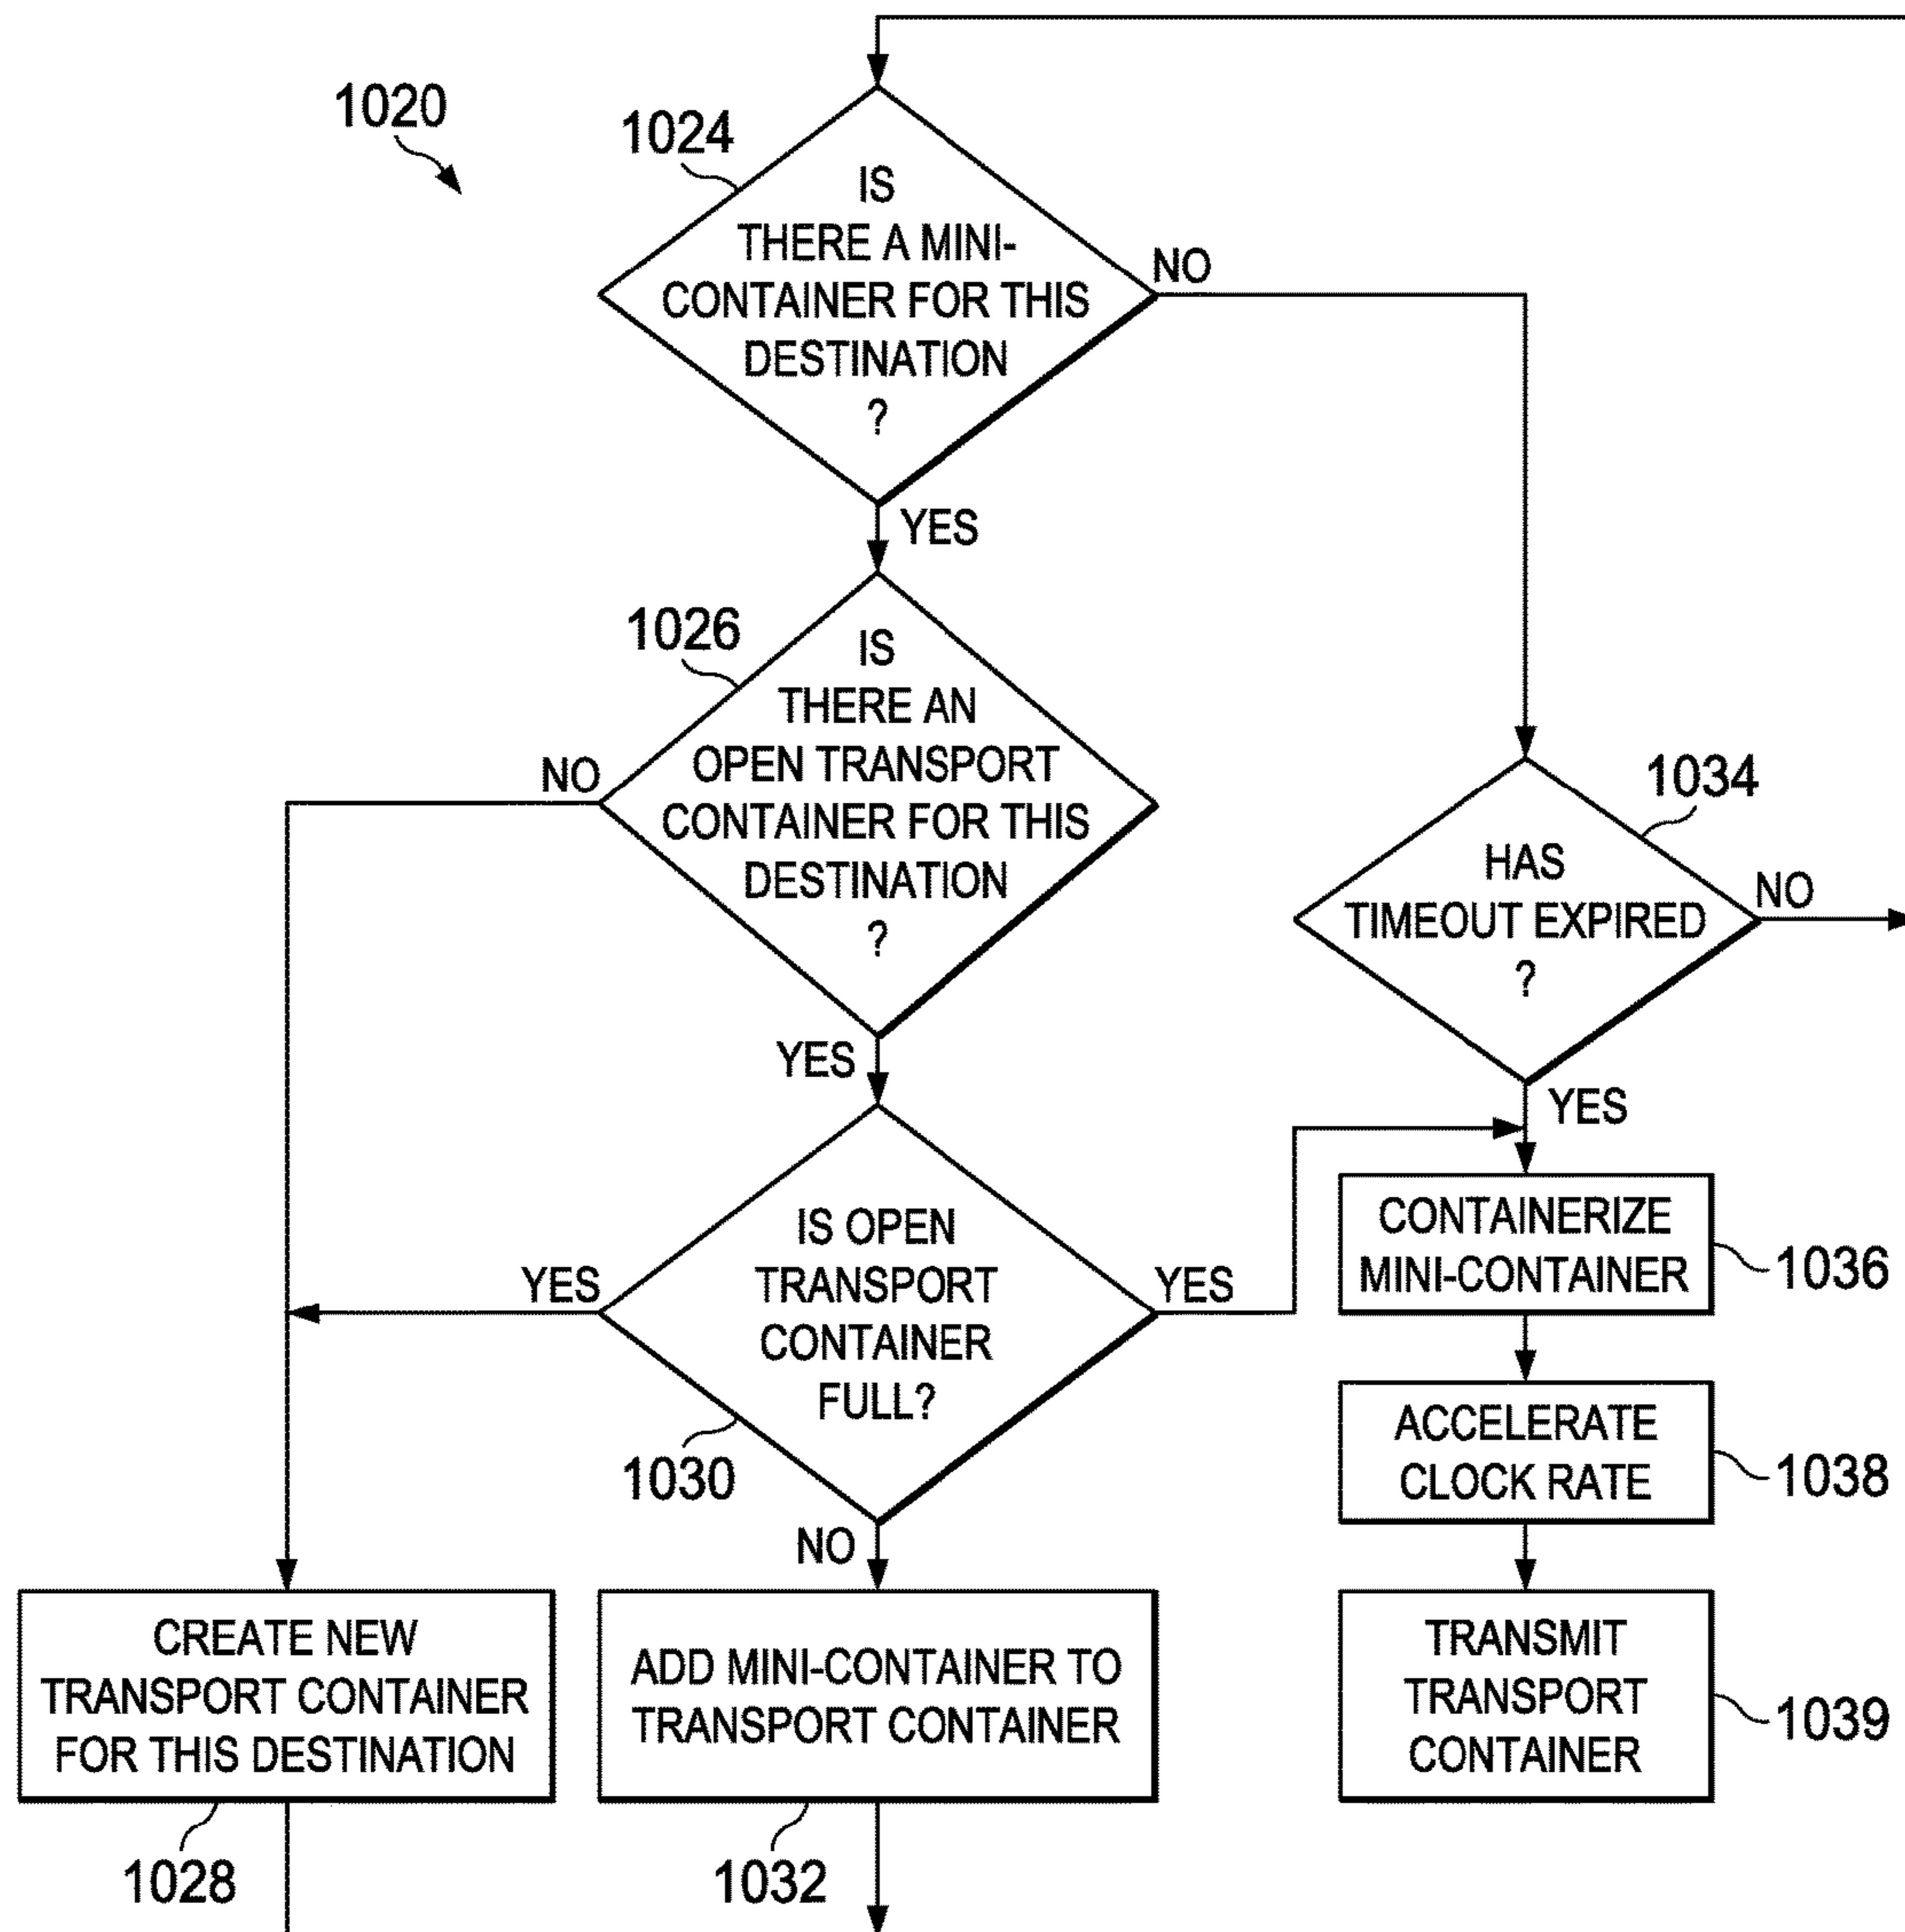 1020
1024
IS
THERE A MINI-
CONTAINER FOR THIS
DESTINATION
?
NO
YES
1026
IS
THERE AN
OPEN TRANSPORT
CONTAINER FOR THIS
DESTINATION
?
NO
YES
1034
HAS
TIMEOUT EXPIRED
?
NO
YES
IS OPEN
TRANSPORT
CONTAINER
FULL?
YES
YES
1030
NO
CONTAINERIZE
MINI-CONTAINER
1036
ACCELERATE
CLOCK RATE
1038
CREATE NEW
TRANSPORT CONTAINER
FOR THIS DESTINATION
1028
ADD MINI-CONTAINER TO
TRANSPORT CONTAINER
1032
TRANSMIT
TRANSPORT
CONTAINER
1039